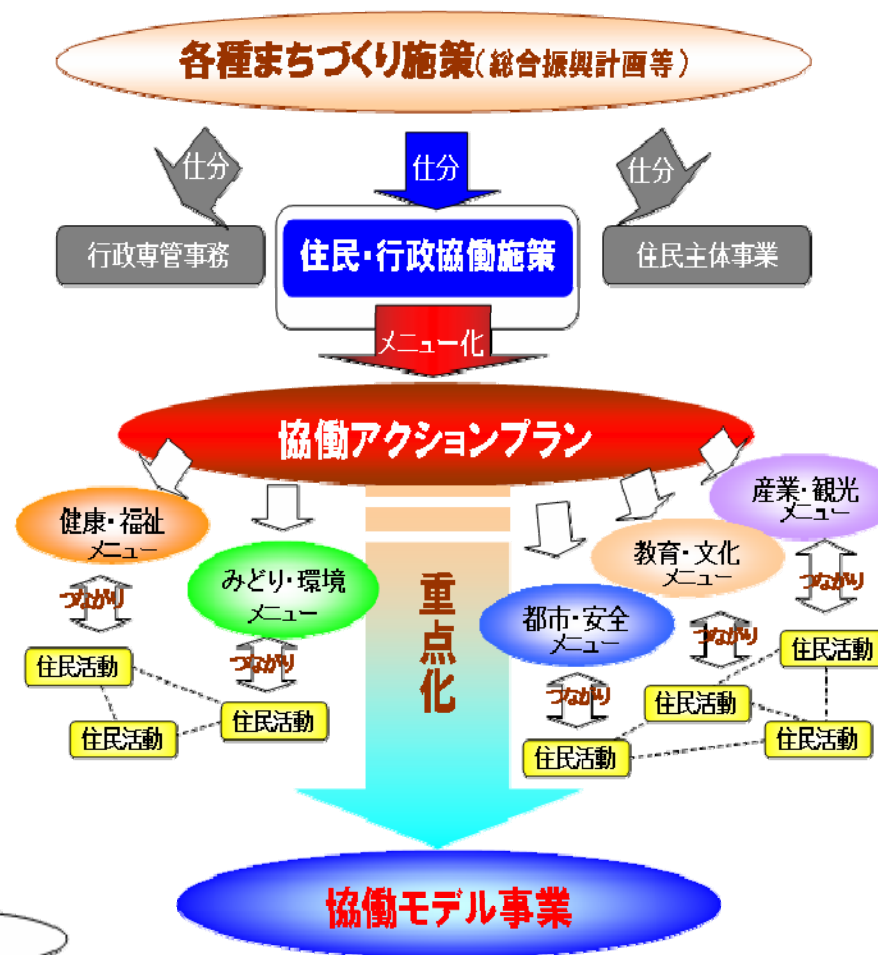 各種まちづくり施策(総合振興計画等)
仕分
仕分
仕分
行政専管事務
住民・行政協働施策
住民主体事業
メニュー化
協働アクションプラン
健康・福祉
メニュー
みどり・環境
メニュー
都市・安全
メニュー
教育・文化
メニュー
産業・観光
メニュー
つながり
つながり
つながり
つながり
つながり
重点化
住民活動
住民活動
住民活動
住民活動
住民活動
住民活動
住民活動
協働モデル事業